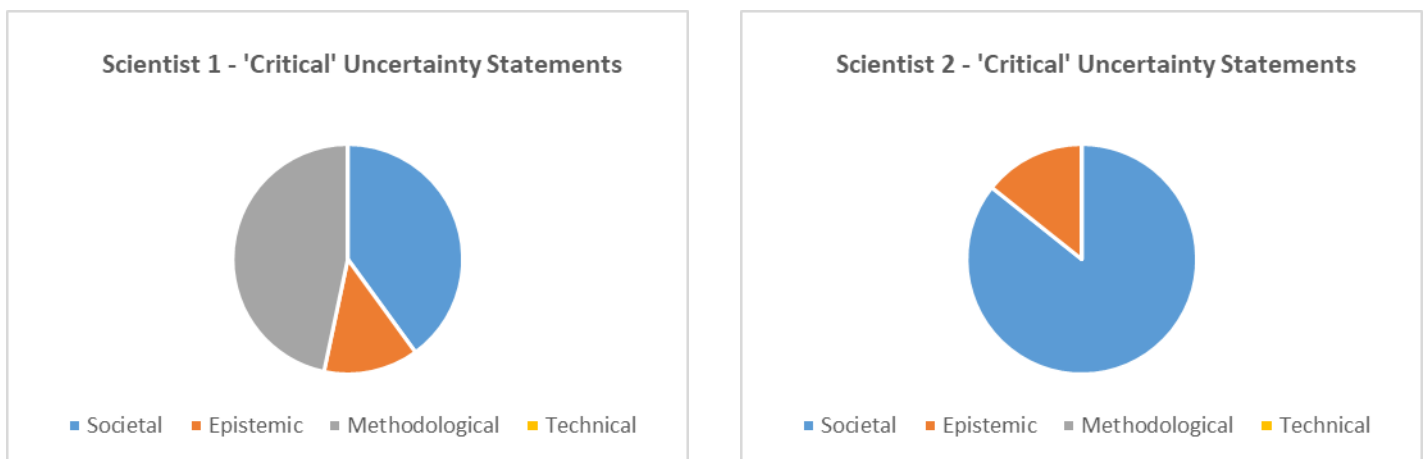 Scientist 1 - 'Critical' Uncertainty Statements
Societal Epistemic Methodological Technical
Scientist 2 - 'Critical' Uncertainty Statements
Societal Epistemic Methodological Technical